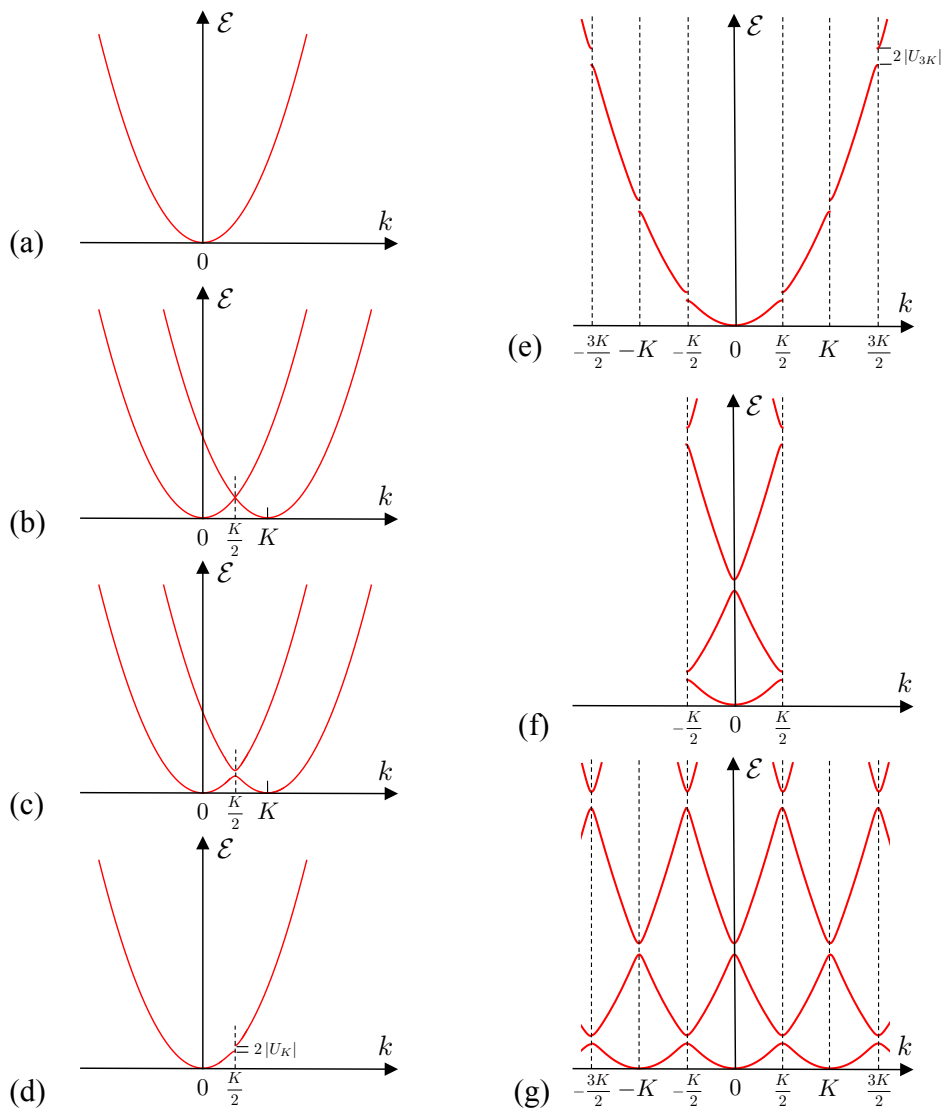 ℰ
k
(a)
0
ℰ
k
(b)
0 K/2 K
ℰ
k
(c)
0 K/2 K
ℰ
2|U_K| k
(d)
0 K/2
ℰ
2|U_{3K}|
k
(e)
-3K/2 -K -K/2 0 K/2 K 3K/2
ℰ
k
(f)
-K/2 0 K/2
ℰ
k
(g)
-3K/2 -K -K/2 0 K/2 K 3K/2